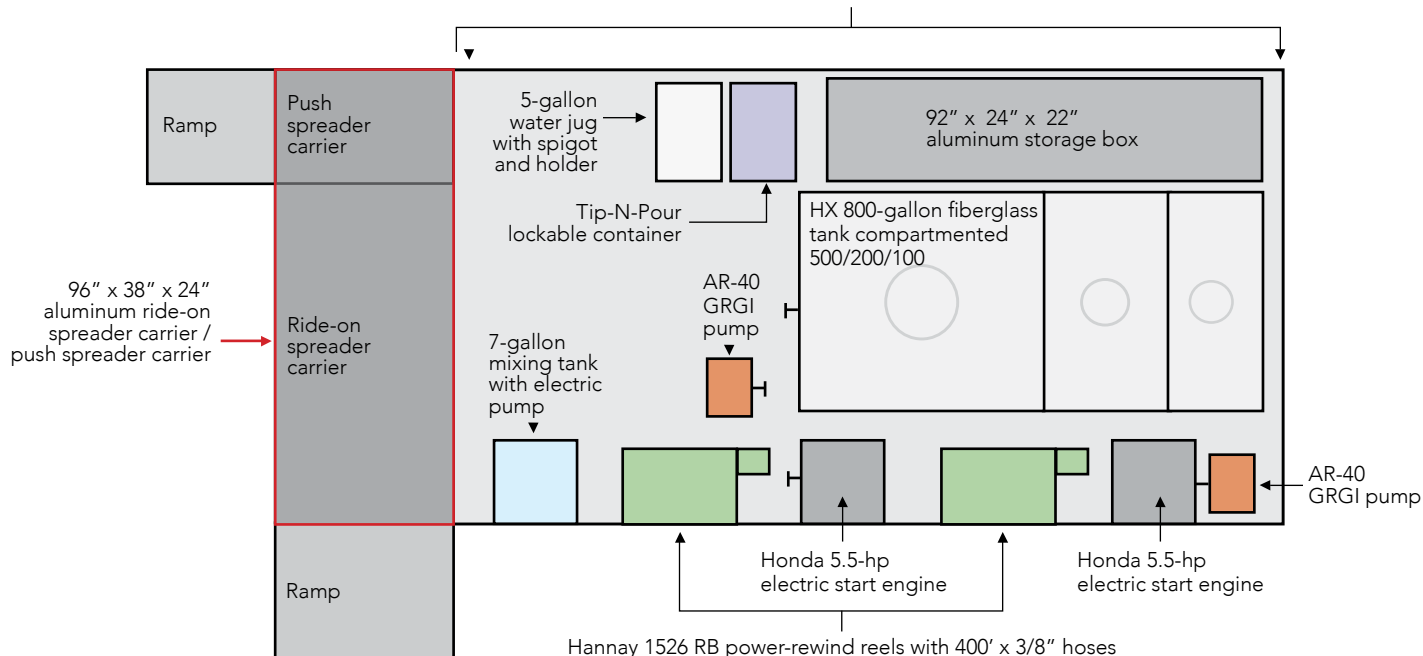 Ramp
Push
spreader
carrier
5-gallon
water jug
with spigot
and holder
92” x 24” x 22”
aluminum storage box
Tip-N-Pour
lockable container
HX 800-gallon fiberglass
tank compartmented
500/200/100
AR-40
GRGI
pump
96” x 38” x 24”
aluminum ride-on
spreader carrier /
push spreader carrier
Ride-on
spreader
carrier
7-gallon
mixing tank
with electric
pump
AR-40
GRGI pump
Honda 5.5-hp
electric start engine
Honda 5.5-hp
electric start engine
Ramp
Hannay 1526 RB power-rewind reels with 400’ x 3/8” hoses